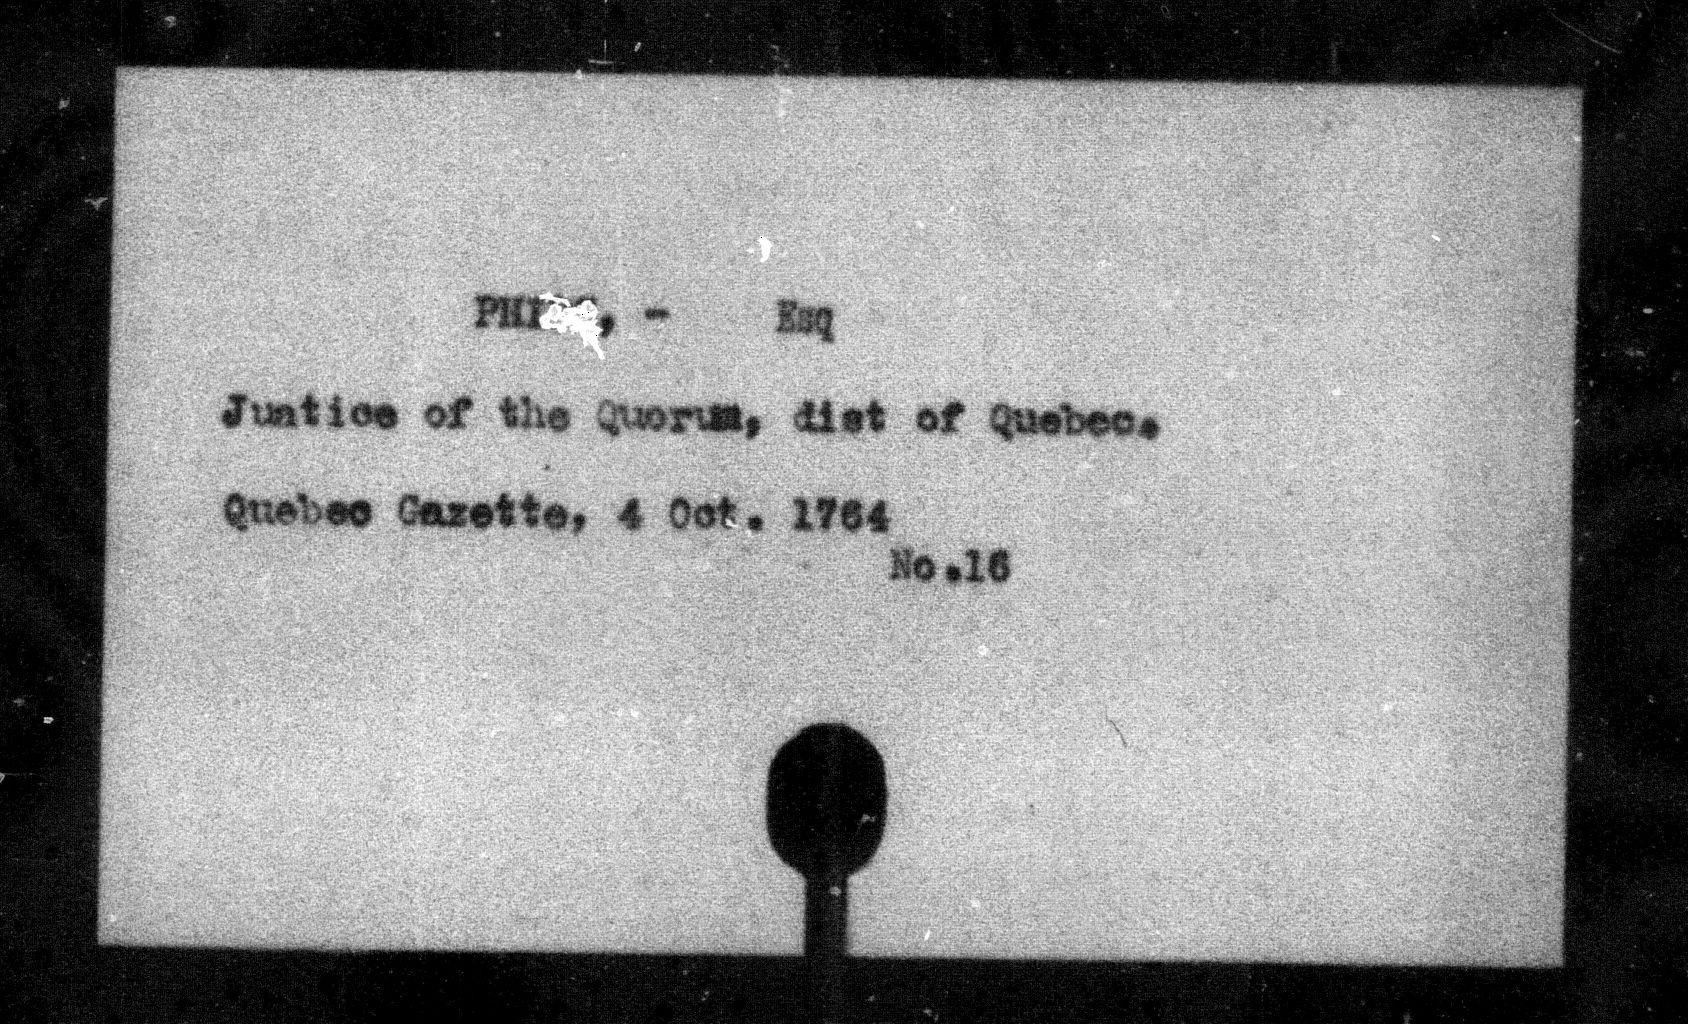 - Esq
Justice of the Quorum, dist of Quebec.
Quebec Gazette, 4 Oct. 1764
No.16